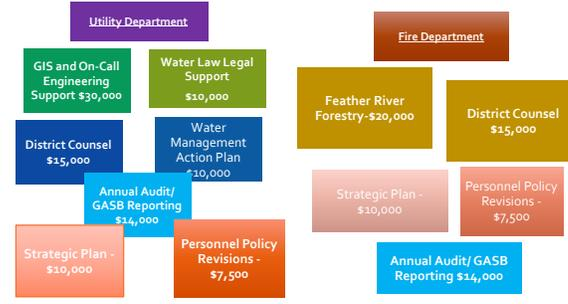 Utility Department
GIS and On-Call
Engineering
Support $30,000
Water Law Legal
Support
$10,000
District Counsel
$15,000
Water
Management
Action Plan
$10,000
Annual Audit/
GASB Reporting
$14,000
Strategic Plan -
$10,000
Personnel Policy
Revisions -
$7,500
Fire Department
Feather River
Forestry-$20,000
District Counsel
$15,000
Strategic Plan -
$10,000
Personnel Policy
Revisions -
$7,500
Annual Audit/ GASB
Reporting $14,000